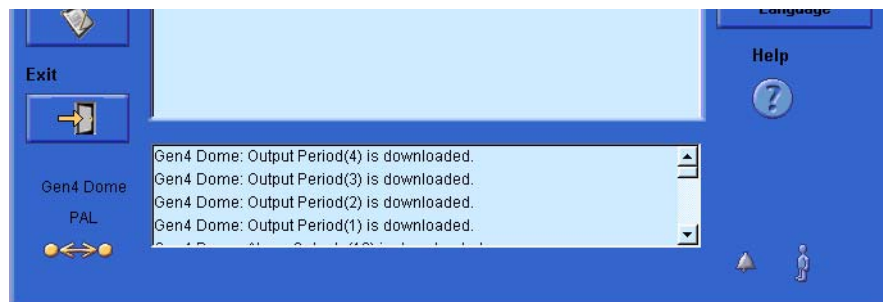 Language
Help
Exit
Gen4 Dome: Output Period(4) is downloaded.
Gen4 Dome: Output Period(3) is downloaded.
Gen4 Dome: Output Period(2) is downloaded.
Gen4 Dome: Output Period(1) is downloaded.
Gen4 Dome
PAL